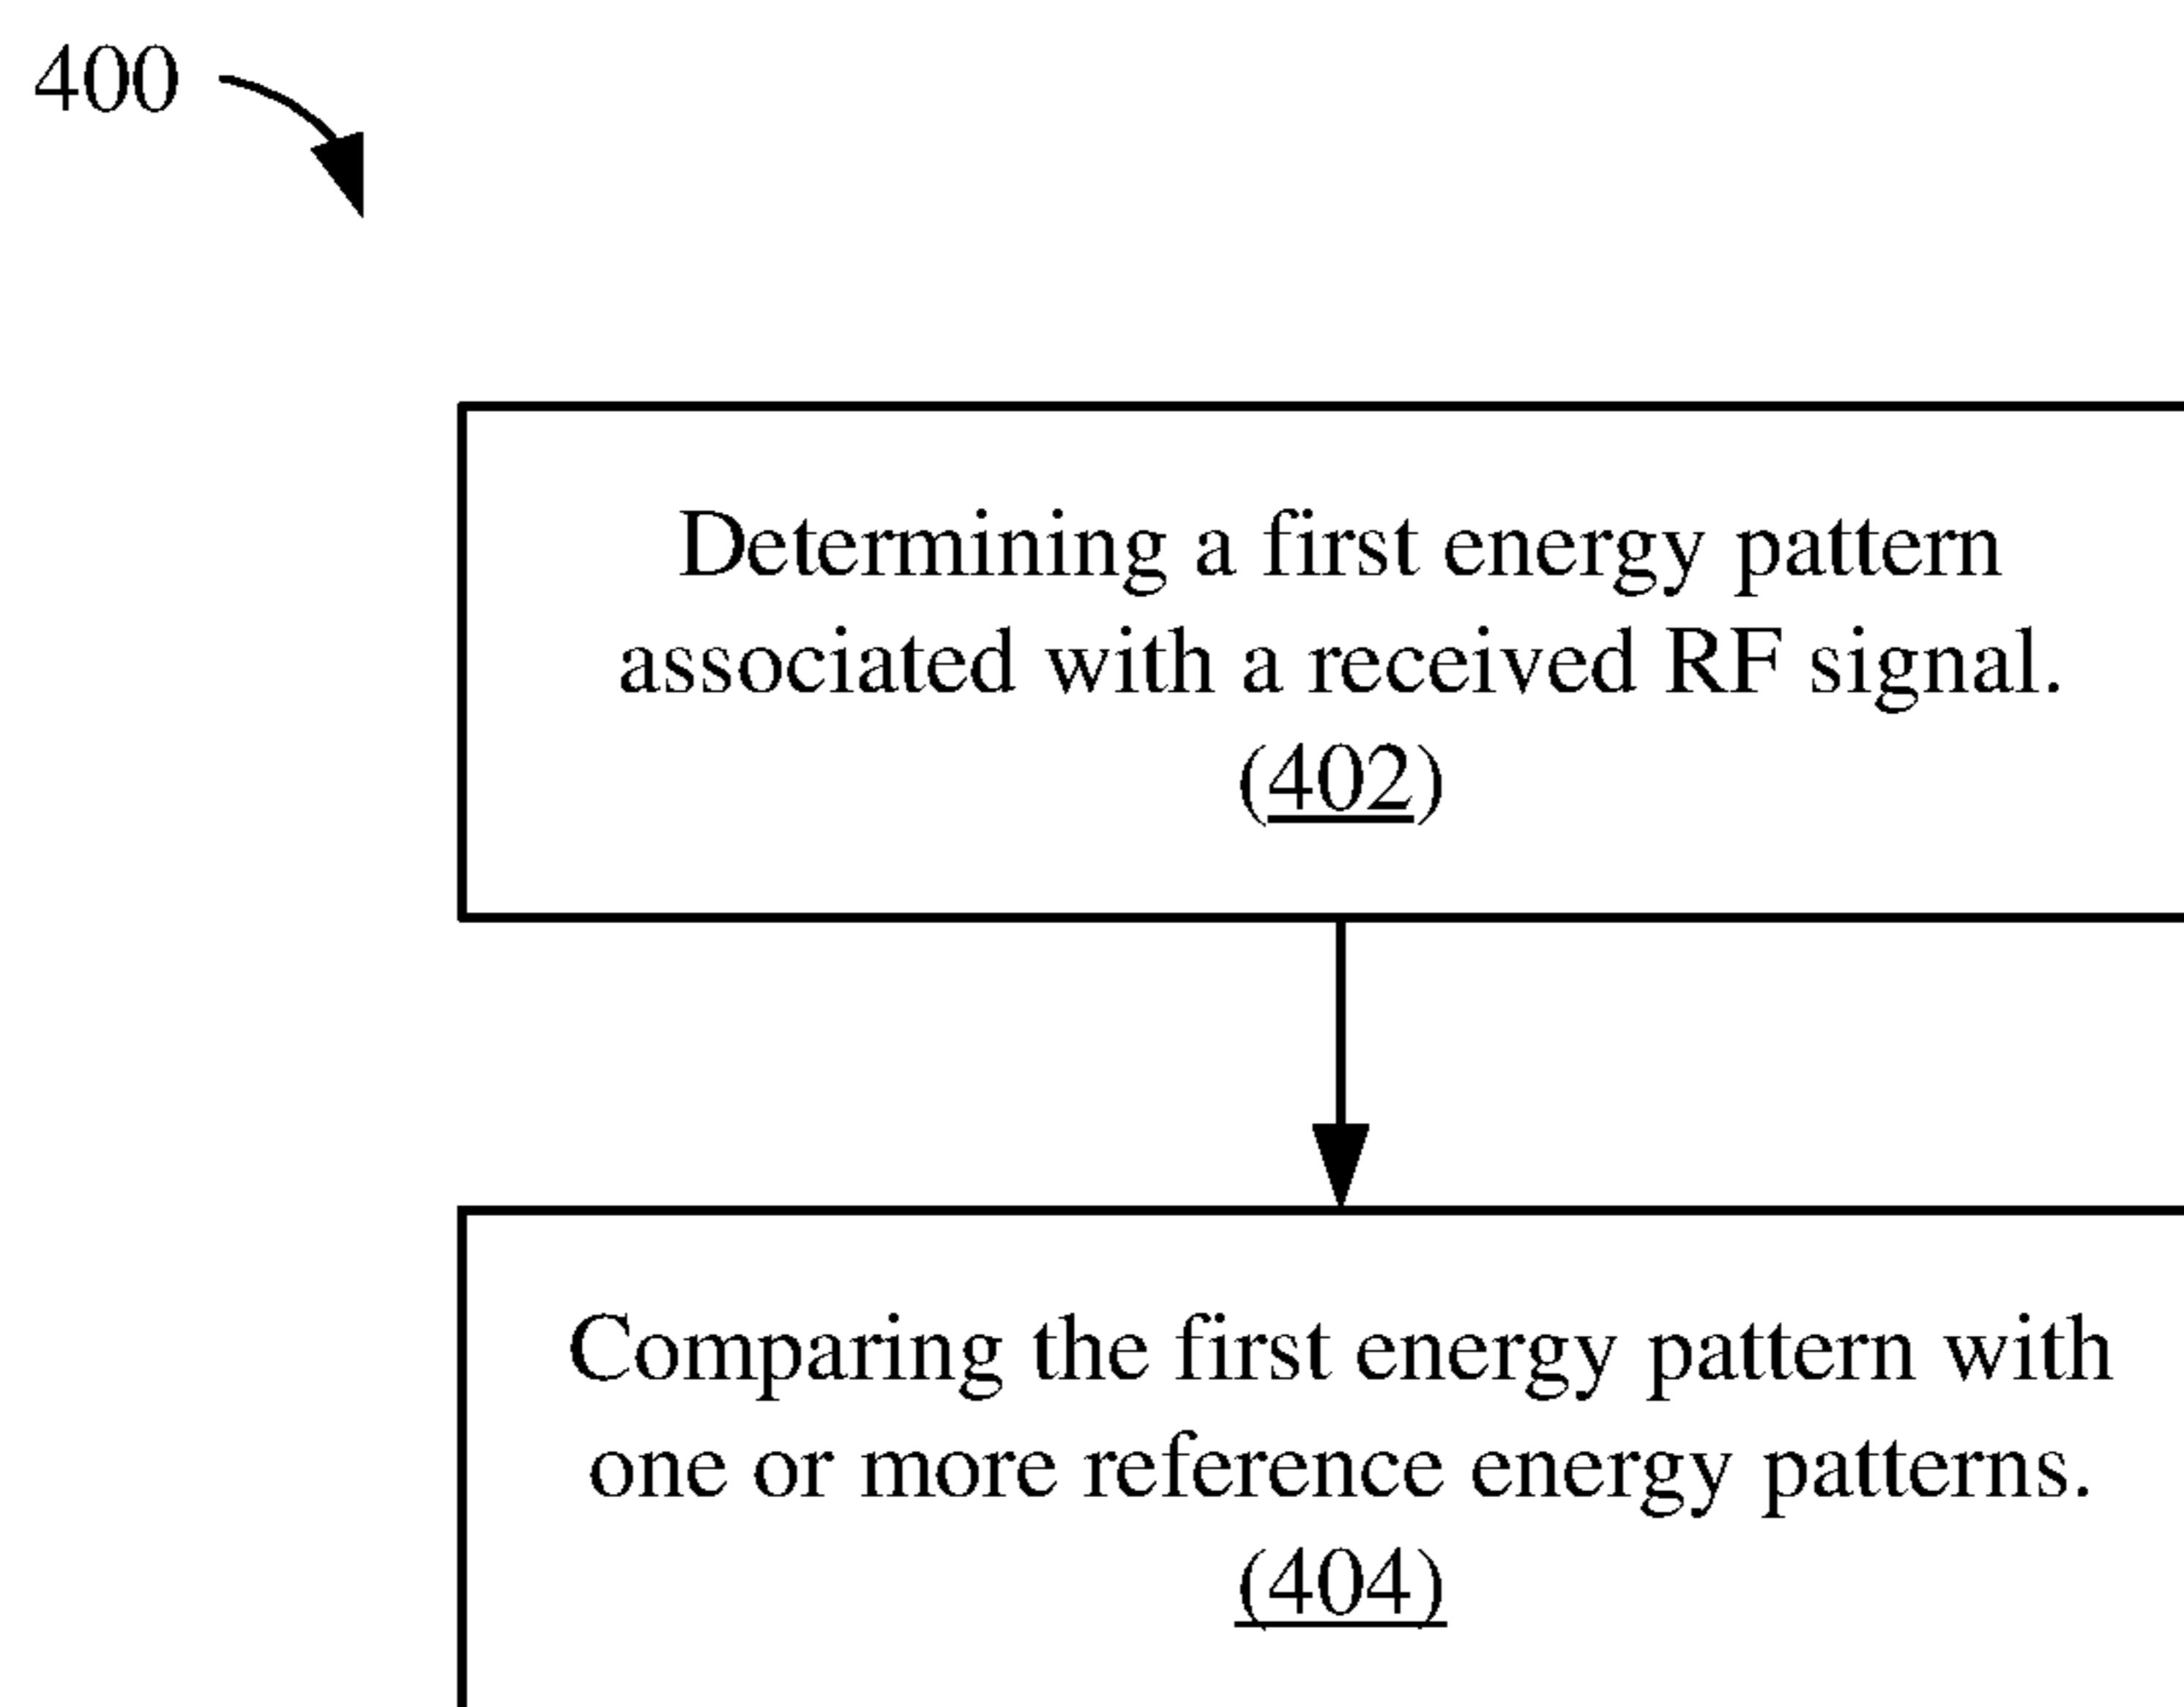 400
Determining a first energy pattern
associated with a received RF signal.
(402)
Comparing the first energy pattern with
one or more reference energy patterns.
(404)